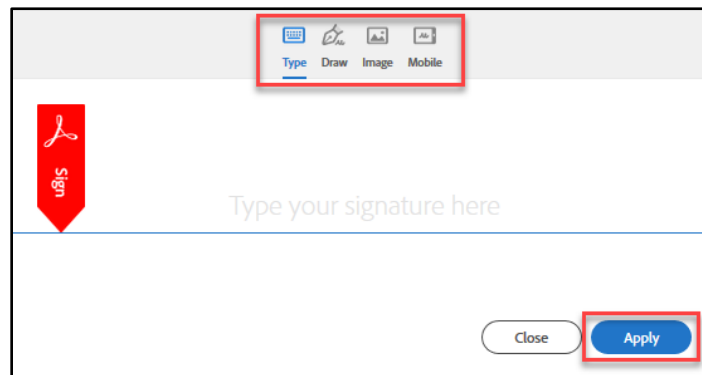 Type Draw Image Mobile
Sign
Type your signature here
Close Apply